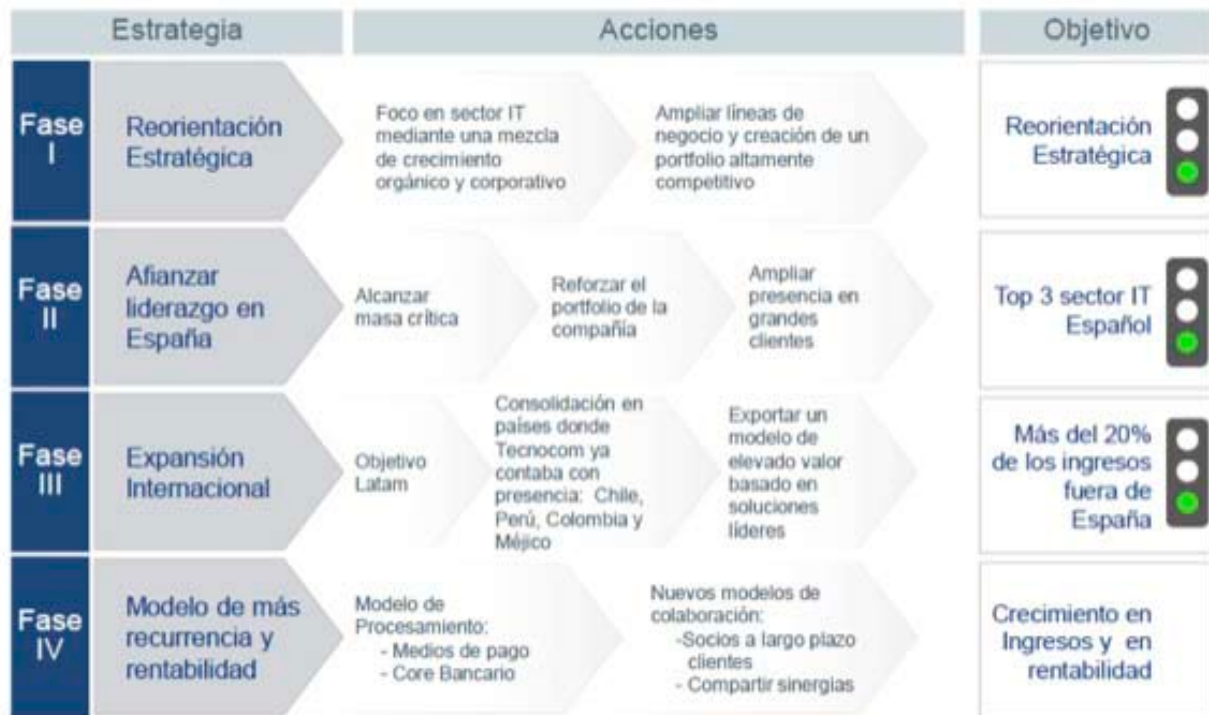 Estrategia
Acciones
Objetivo
Fase
I
Reorientación
Estratégica
Foco en sector IT
mediante una mezcla
de crecimiento
orgánico y corporativo
Ampliar líneas de
negocio y creación de un
portfolio altamente
competitivo
Reorientación
Estratégica
Fase
II
Afianzar
liderazgo en
España
Alcanzar
masa crítica
Reforzar el
portfolio de la
compañía
Ampliar
presencia en
grandes
clientes
Top 3 sector IT
Español
Fase
III
Expansión
Internacional
Objetivo
Latam
Consolidación en
países donde
Tecnocom ya
contaba con
presencia: Chile,
Perú, Colombia y
Méjico
Exportar un
modelo de
elevado valor
basado en
soluciones
líderes
Más del 20%
de los ingresos
fuera de
España
Fase
IV
Modelo de más
recurrencia y
rentabilidad
Modelo de
Procesamiento:
- Medios de pago
- Core Bancario
Nuevos modelos de
colaboración:
-Socios a largo plazo
clientes
- Compartir sinergias
Crecimiento en
Ingresos y en
rentabilidad